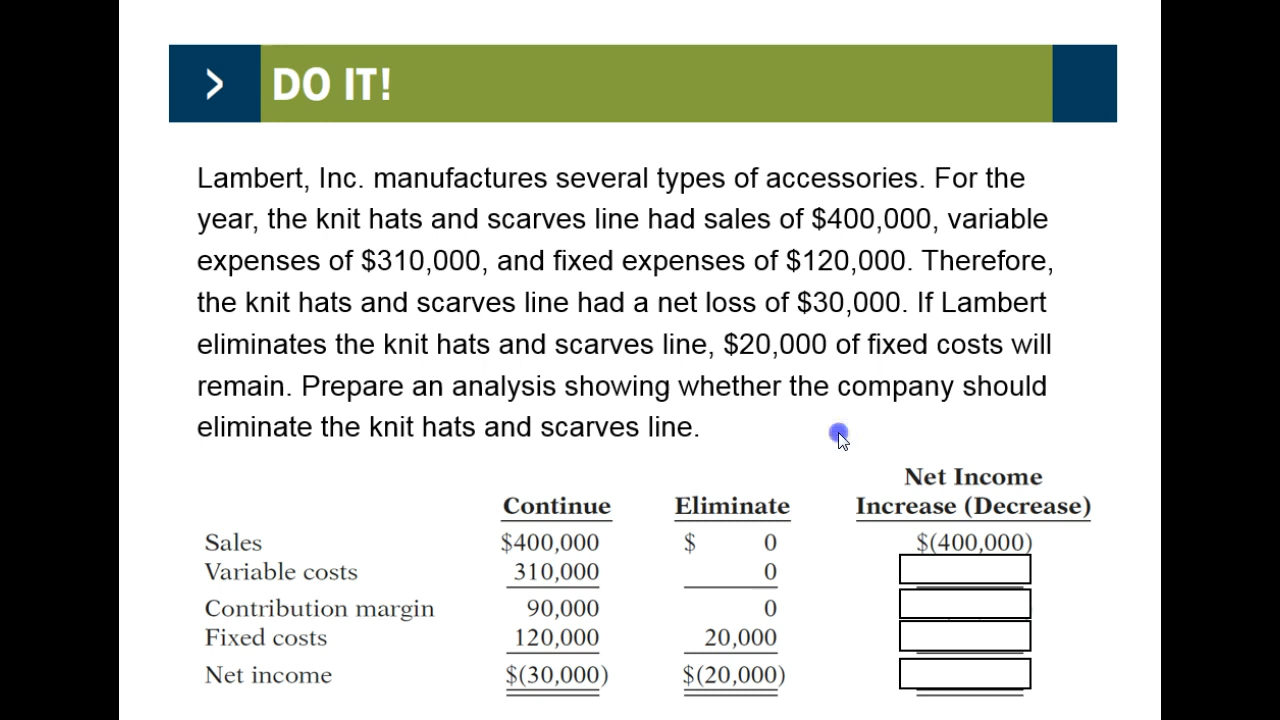 > DO IT!
Lambert, Inc. manufactures several types of accessories. For the
year, the knit hats and scarves line had sales of $400,000, variable
expenses of $310,000, and fixed expenses of $120,000. Therefore,
the knit hats and scarves line had a net loss of $30,000. If Lambert
eliminates the knit hats and scarves line, $20,000 of fixed costs will
remain. Prepare an analysis showing whether the company should
eliminate the knit hats and scarves line.
Net Income
Continue Eliminate Increase (Decrease)
Sales $400,000 $ 0 $(400,000)
Variable costs 310,000 0
Contribution margin 90,000 0
Fixed costs 120,000 20,000
Net income $(30,000) $(20,000)